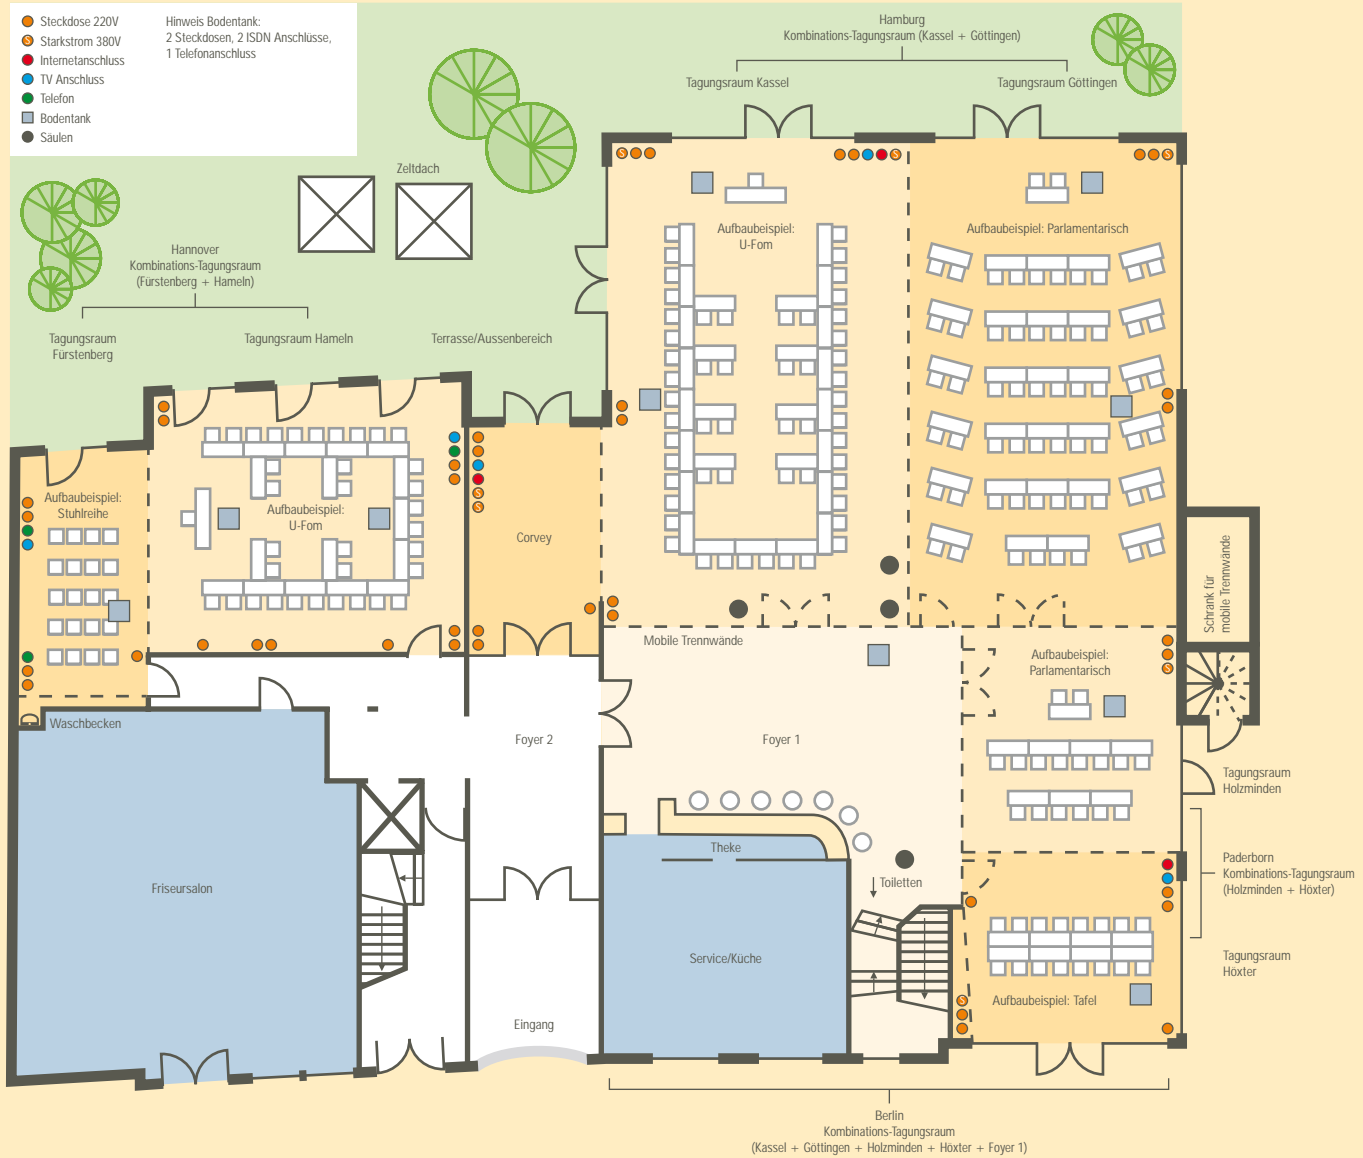 Steckdose 220V
Starkstrom 380V
Internetanschluss
TV Anschluss
Telefon
Bodentank
Säulen
Hinweis Bodentank:
2 Steckdosen, 2 ISDN Anschlüsse,
1 Telefonanschluss
Hamburg
Kombinations-Tagungsraum (Kassel + Göttingen)
Tagungsraum Kassel
Tagungsraum Göttingen
Zeltdach
Hannover
Kombinations-Tagungsraum
(Fürstenberg + Hameln)
Tagungsraum
Fürstenberg
Tagungsraum Hameln
Terrasse/Aussenbereich
Aufbaubeispiel:
U-Fom
Aufbaubeispiel: Parlamentarisch
Aufbaubeispiel:
Stuhlreihe
Aufbaubeispiel:
U-Fom
Corvey
Schrank für
mobile Trennwände
Mobile Trennwände
Aufbaubeispiel:
Parlamentarisch
Waschbecken
Foyer 2
Foyer 1
Tagungsraum
Holzminden
Theke
Friseursalon
Toiletten
Paderborn
Kombinations-Tagungsraum
(Holzminden + Höxter)
Service/Küche
Tagungsraum
Höxter
Aufbaubeispiel: Tafel
Eingang
Berlin
Kombinations-Tagungsraum
(Kassel + Göttingen + Holzminden + Höxter + Foyer 1)
S
S
S
S
S
S
S
S